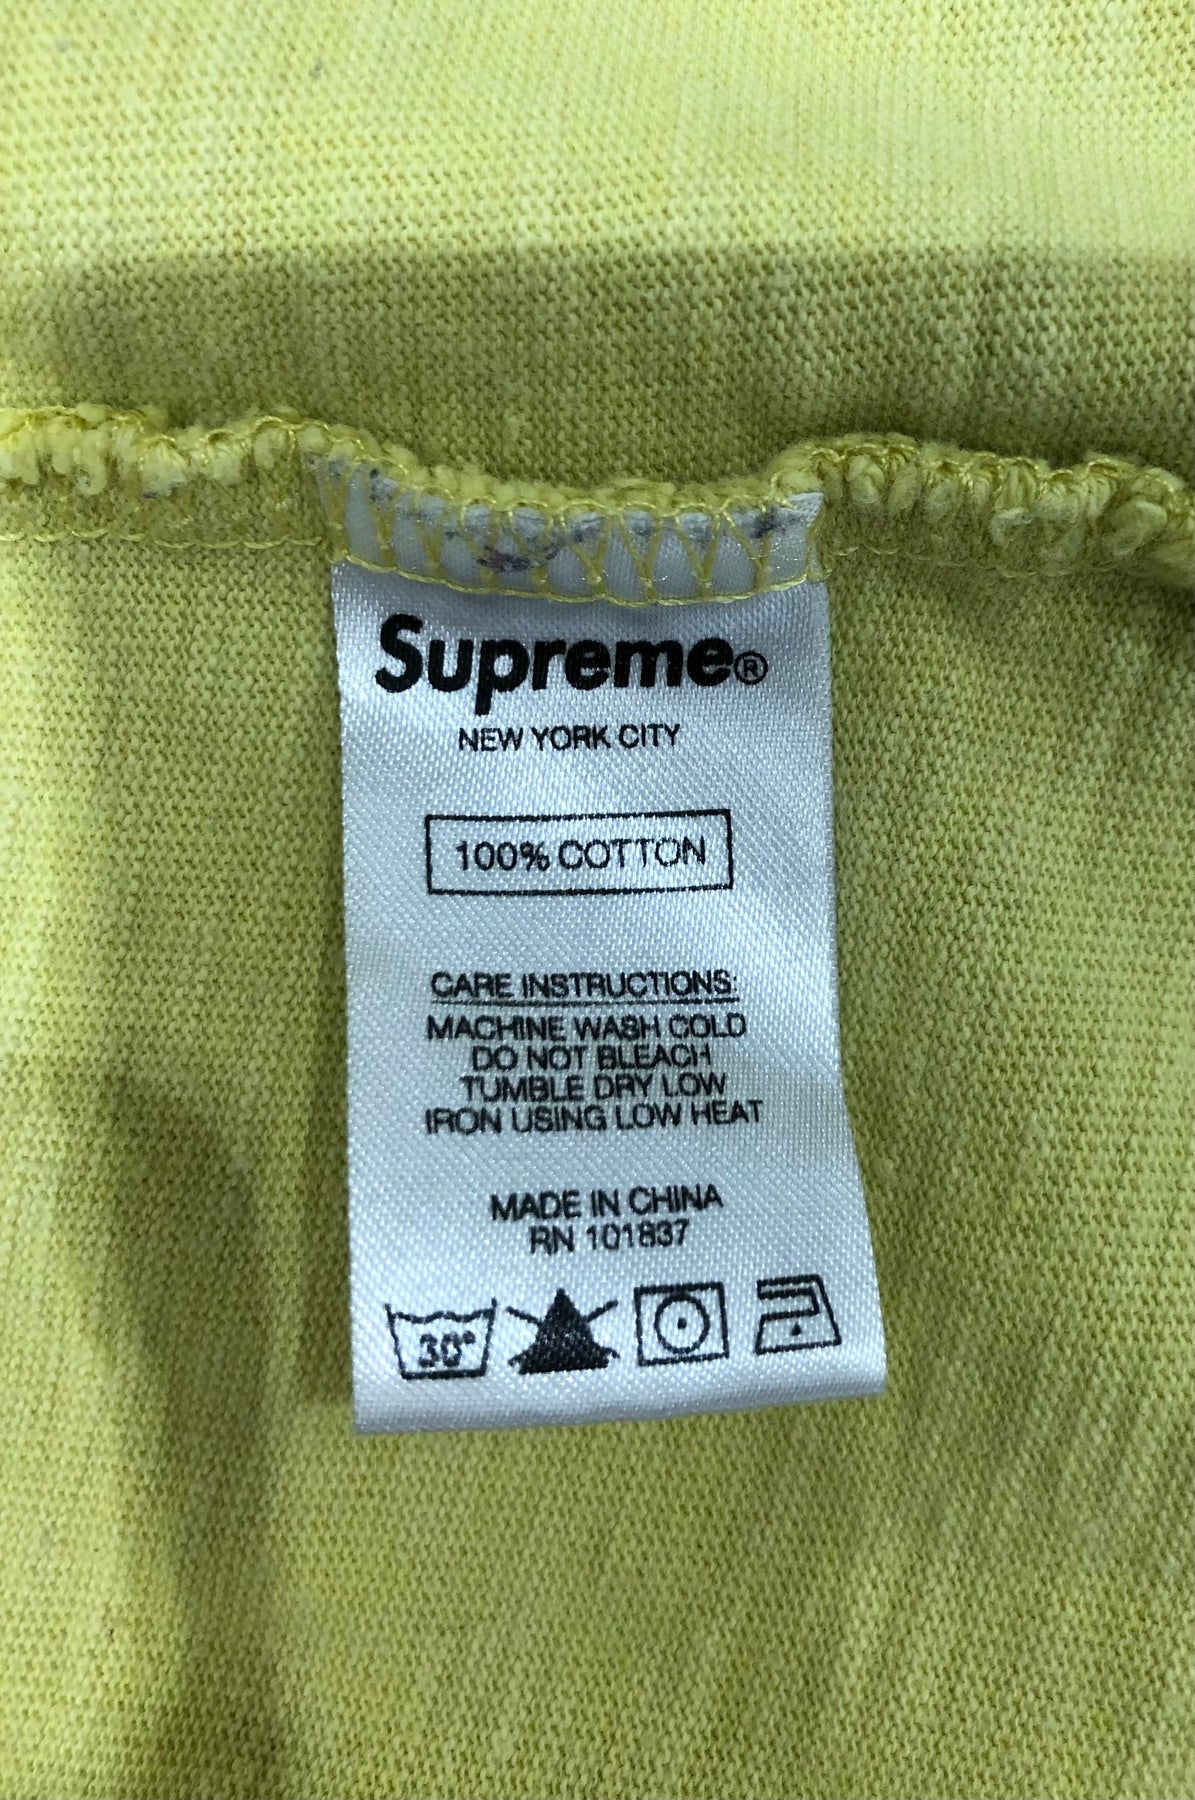 Supreme®
NEW YORK CITY
100% COTTON
CARE INSTRUCTIONS:
MACHINE WASH COLD
DO NOT BLEACH
TUMBLE DRY LOW
IRON USING LOW HEAT
MADE IN CHINA
RN 101837
30°